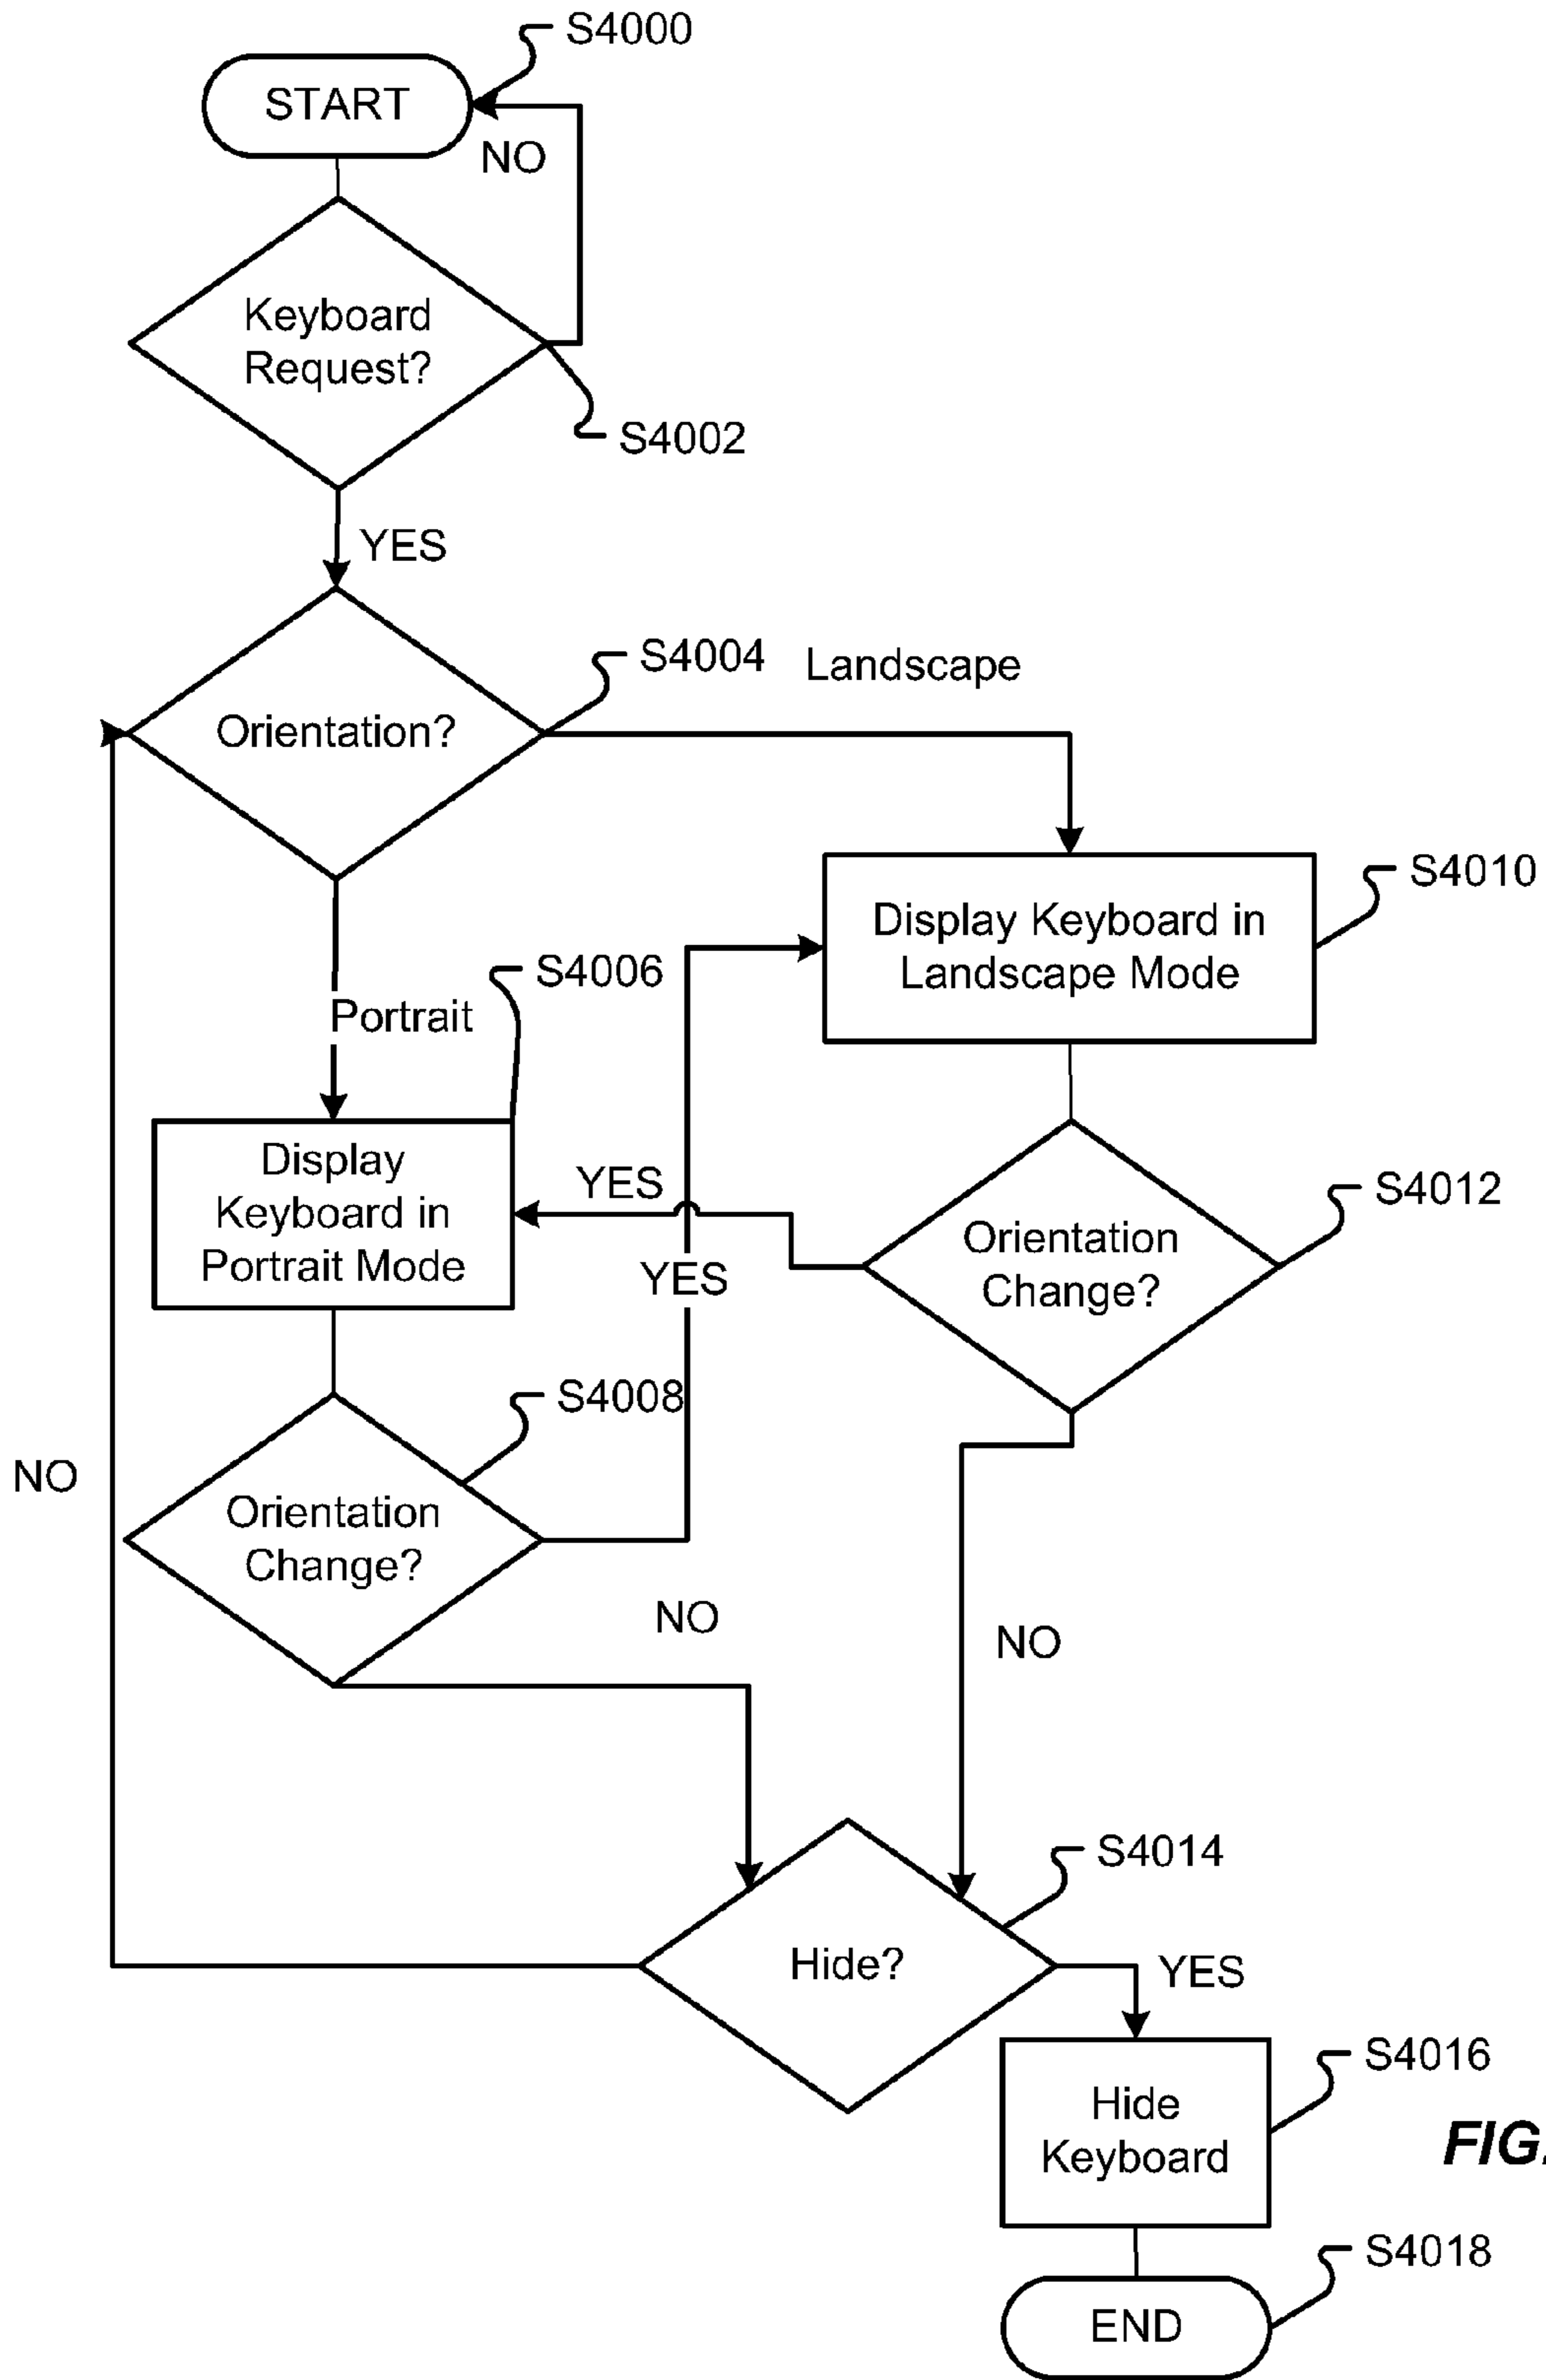 S4000
START
NO
Keyboard
Request?
S4002
YES
S4004
Landscape
Orientation?
S4010
Display Keyboard in
Landscape Mode
S4006
Portrait
Display
Keyboard in
Portrait Mode
YES
S4012
Orientation
Change?
YES
S4008
NO
Orientation
Change?
NO
NO
S4014
Hide?
YES
S4016
Hide
Keyboard
FIG.
S4018
END